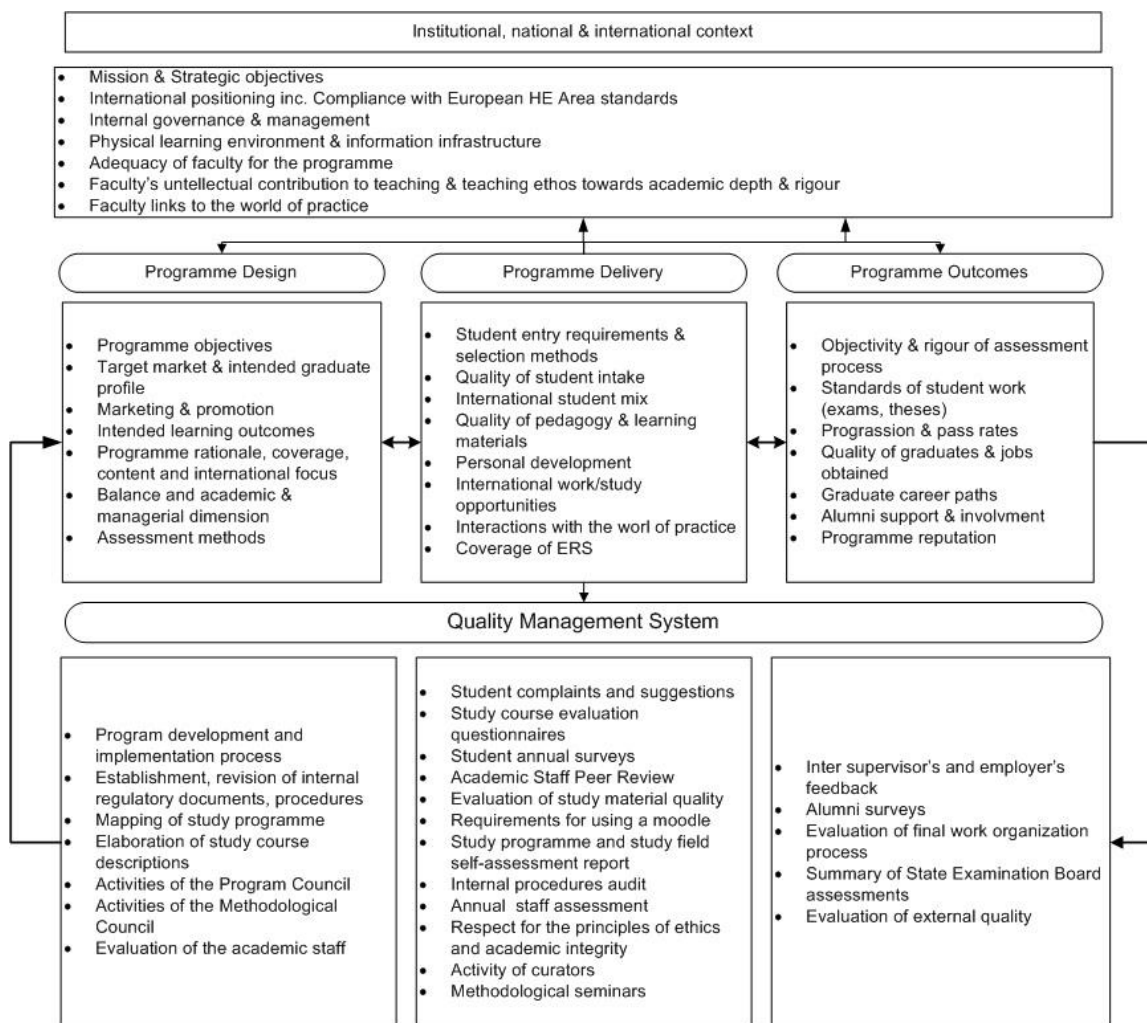 Institutional, national & international context
• Mission & Strategic objectives
• International positioning inc. Compliance with European HE Area standards
• Internal governance & management
• Physical learning environment & information infrastructure
• Adequacy of faculty for the programme
• Faculty's untellectual contribution to teaching & teaching ethos towards academic depth & rigour
• Faculty links to the world of practice
Programme Design
• Programme objectives
• Target market & intended graduate
profile
• Marketing & promotion
• Intended learning outcomes
• Programme rationale, coverage,
content and international focus
• Balance and academic &
managerial dimension
• Assessment methods
Programme Delivery
• Student entry requirements &
selection methods
• Quality of student intake
• International student mix
• Quality of pedagogy & learning
materials
• Personal development
• International work/study
opportunities
• Interactions with the worl of practice
• Coverage of ERS
Programme Outcomes
• Objectivity & rigour of assessment
process
• Standards of student work
(exams, theses)
• Prograssion & pass rates
• Quality of graduates & jobs
obtained
• Graduate career paths
• Alumni support & involvment
• Programme reputation
Quality Management System
• Program development and
implementation process
• Establishment, revision of internal
regulatory documents, procedures
• Mapping of study programme
• Elaboration of study course
descriptions
• Activities of the Program Council
• Activities of the Methodological
Council
• Evaluation of the academic staff
• Student complaints and suggestions
• Study course evaluation
questionnaires
• Student annual surveys
• Academic Staff Peer Review
• Evaluation of study material quality
• Requirements for using a moodle
• Study programme and study field
self-assessment report
• Internal procedures audit
• Annual staff assessment
• Respect for the principles of ethics
and academic integrity
• Activity of curators
• Methodological seminars
• Inter supervisor's and employer's
feedback
• Alumni surveys
• Evaluation of final work organization
process
• Summary of State Examination Board
assessments
• Evaluation of external quality